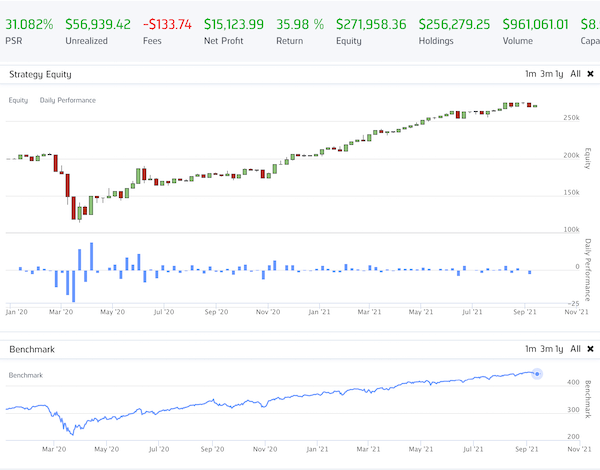 31.082% $56,939.42 -$133.74 $15,123.99 35.98 % $271,958.36 $256,279.25 $961,061.01 $8.
PSR Unrealized Fees Net Profit Return Equity Holdings Volume Capa
Strategy Equity 1m 3m 1y All ×
Equity Daily Performance
250k
200k
150k
100k
Equity
0
-25
Daily Performance
Jan '20 Mar '20 May '20 Jul '20 Sep '20 Nov '20 Jan '21 Mar '21 May '21 Jul '21 Sep '21 Nov '21
Benchmark 1m 3m 1y All ×
Benchmark
400
200
Benchmark
Mar '20 May '20 Jul '20 Sep '20 Nov '20 Jan '21 Mar '21 May '21 Jul '21 Sep '21 Nov '21